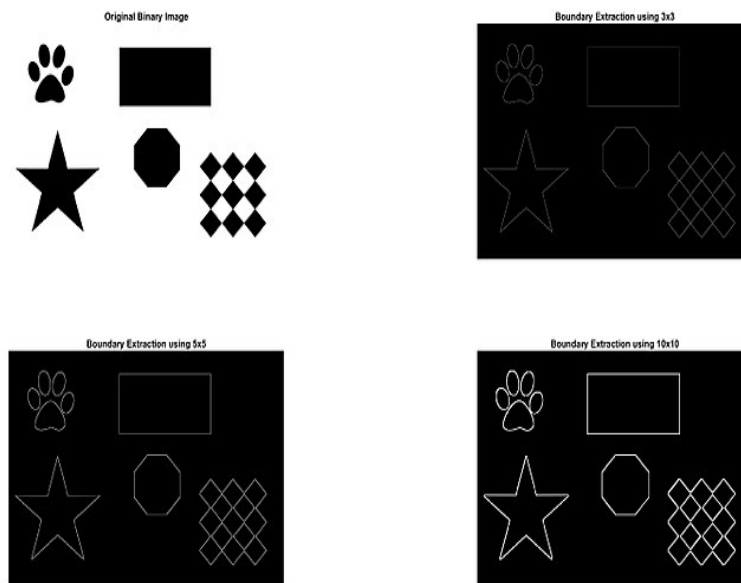 Original Binary Image
Boundary Extraction using 3x3
Boundary Extraction using 5x5
Boundary Extraction using 10x10